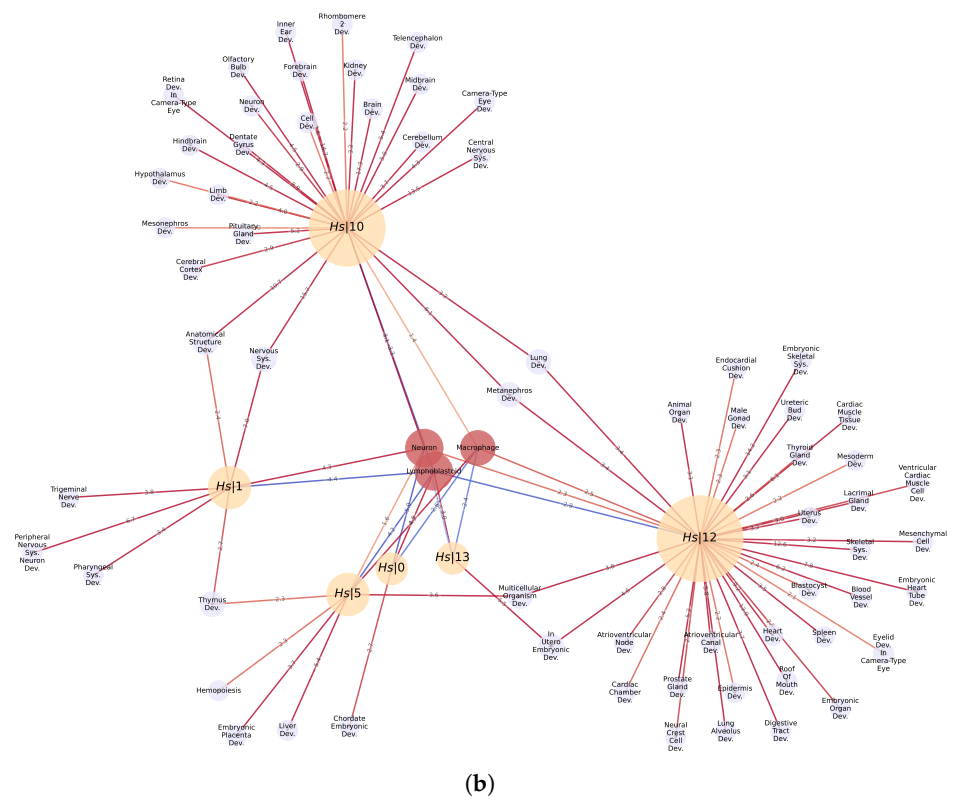 Rhombomere
2
Dev.
Inner
Ear
Dev.
Telencephalon
Dev.
Olfactory
Bulb
Dev.
Forebrain
Dev.
Kidney
Dev.
Retina
Dev.
In
Camera-Type
Eye
Midbrain
Dev.
Camera-Type
Eye
Dev.
Neuron
Dev.
Brain
Dev.
Cell
Dev.
Hindbrain
Dev.
Dentate
Gyrus
Dev.
Cerebellum
Dev.
Central
Nervous
Sys.
Dev.
Hypothalamus
Dev.
Limb
Dev.
Mesonephros
Dev.
Pituitary
Gland
Dev.
Hs|10
Cerebral
Cortex
Dev.
Anatomical
Structure
Dev.
Nervous
Sys.
Dev.
Lung
Dev.
Metanephros
Dev.
Endocardial
Cushion
Dev.
Embryonic
Skeletal
Sys.
Dev.
Animal
Organ
Dev.
Male
Gonad
Dev.
Ureteric
Bud
Dev.
Cardiac
Muscle
Tissue
Dev.
Neuron
Macrophage
Lymphoblastoid
Thyroid
Gland
Dev.
Mesoderm
Dev.
Ventricular
Cardiac
Muscle
Cell
Dev.
Lacrimal
Gland
Dev.
Uterus
Dev.
Trigeminal
Nerve
Dev.
Hs|1
Peripheral
Nervous
Sys.
Neuron
Dev.
Pharyngeal
Sys.
Dev.
Hs|12
Skeletal
Sys.
Dev.
Mesenchymal
Cell
Dev.
Hs|13
Hs|0
Hs|5
Thymus
Dev.
Multicellular
Organism
Dev.
Blastocyst
Dev.
Blood
Vessel
Dev.
Embryonic
Heart
Tube
Dev.
In
Utero
Embryonic
Dev.
Atrioventricular
Node
Dev.
Atrioventricular
Canal
Dev.
Heart
Dev.
Spleen
Dev.
Eyelid
Dev.
In
Camera-Type
Eye
Hemopoiesis
Cardiac
Chamber
Dev.
Prostate
Gland
Dev.
Epidermis
Dev.
Roof
Of
Mouth
Dev.
Embryonic
Organ
Dev.
Embryonic
Placenta
Dev.
Liver
Dev.
Chordate
Embryonic
Dev.
Neural
Crest
Cell
Dev.
Lung
Alveolus
Dev.
Digestive
Tract
Dev.
(b)